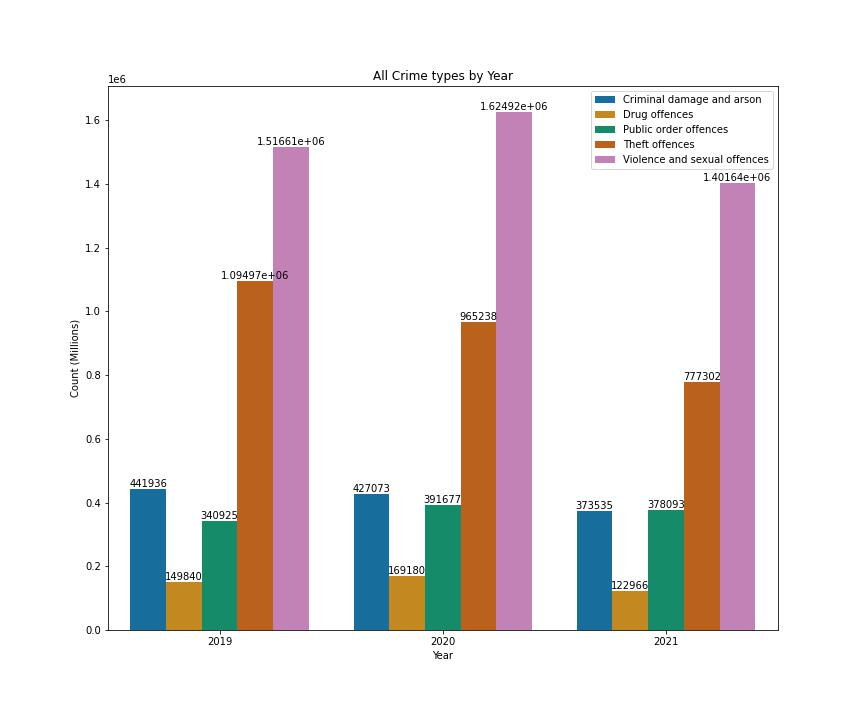 All Crime types by Year
1e6
Criminal damage and arson
Drug offences
Public order offences
Theft offences
Violence and sexual offences
Count (Millions)
1.6
1.4
1.2
1.0
0.8
0.6
0.4
0.2
0.0
441936
149840
340925
1.09497e+06
1.51661e+06
427073
169180
391677
965238
1.62492e+06
373535
122966
378093
777302
1.40164e+06
2019
2020
2021
Year